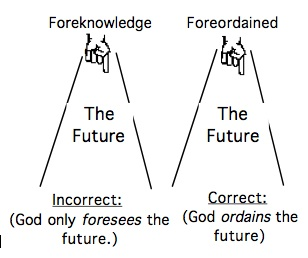 Foreknowledge
The
Future
Incorrect:
(God only foresees the
future.)
Foreordained
The
Future
Correct:
(God ordains the
future)